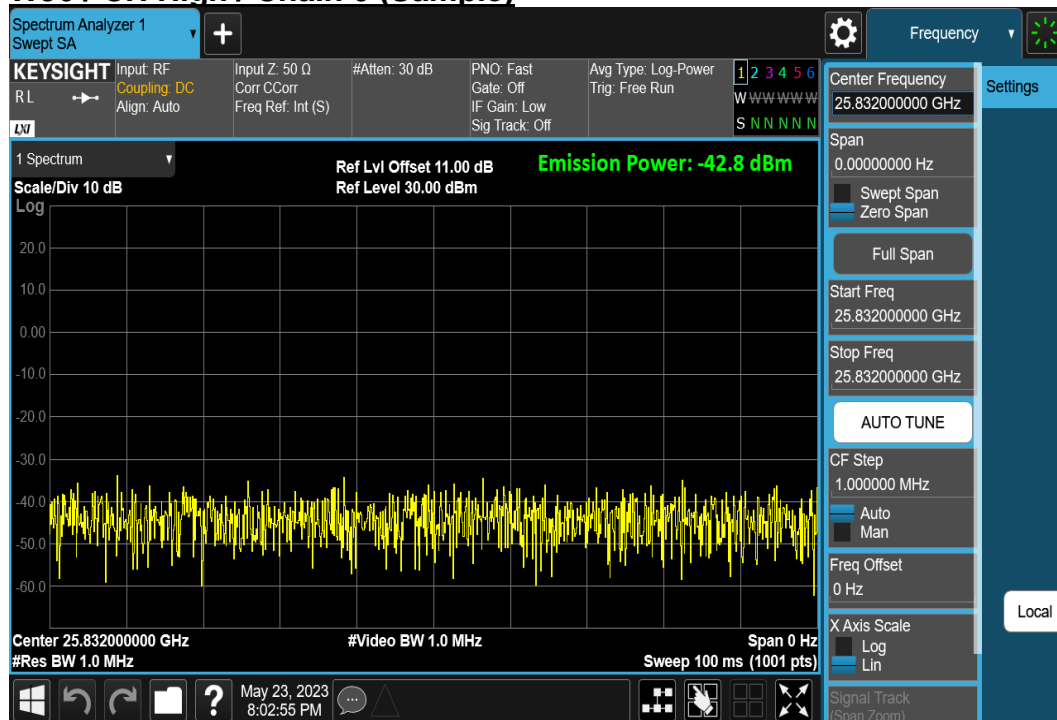 Spectrum Analyzer 1
Swept SA
Frequency
KEYSIGHT
Input: RF
Input Z: 50 Ω
#Atten: 30 dB
PNO: Fast
Avg Type: Log-Power
1 2 3 4 5 6
R L
Coupling: DC
Corr CCorr
Gate: Off
Trig: Free Run
W W W W W W
Align: Auto
Freq Ref: Int (S)
IF Gain: Low
Sig Track: Off
S N N N N N
LXI
1 Spectrum
Ref Lvl Offset 11.00 dB
Emission Power: -42.8 dBm
Scale/Div 10 dB
Ref Level 30.00 dBm
Log
20.0
10.0
0.00
-10.0
-20.0
-30.0
-40.0
-50.0
-60.0
Center 25.832000000 GHz
#Video BW 1.0 MHz
Span 0 Hz
#Res BW 1.0 MHz
Sweep 100 ms (1001 pts)
?
May 23, 2023
8:02:55 PM
Center Frequency
25.832000000 GHz
Settings
Span
0.00000000 Hz
Swept Span
Zero Span
Full Span
Start Freq
25.832000000 GHz
Stop Freq
25.832000000 GHz
AUTO TUNE
CF Step
1.000000 MHz
Auto
Man
Freq Offset
0 Hz
Local
X Axis Scale
Log
Lin
Signal Track
(Span Zoom)